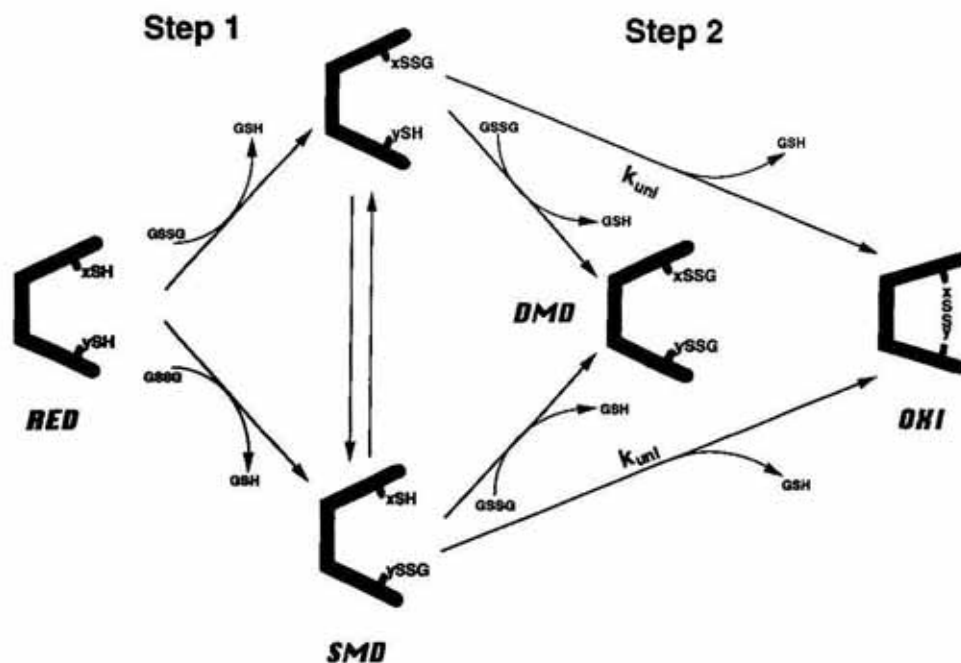 Step 1
Step 2
xSSG
ySH
GSH
GSSG
GSH
GSSG
kuni
GSH
xSH
ySH
RED
DMD
xSSG
ySSG
xSSy
OXI
GSSG
GSH
GSH
GSSG
kuni
GSH
xSH
ySSG
SMD